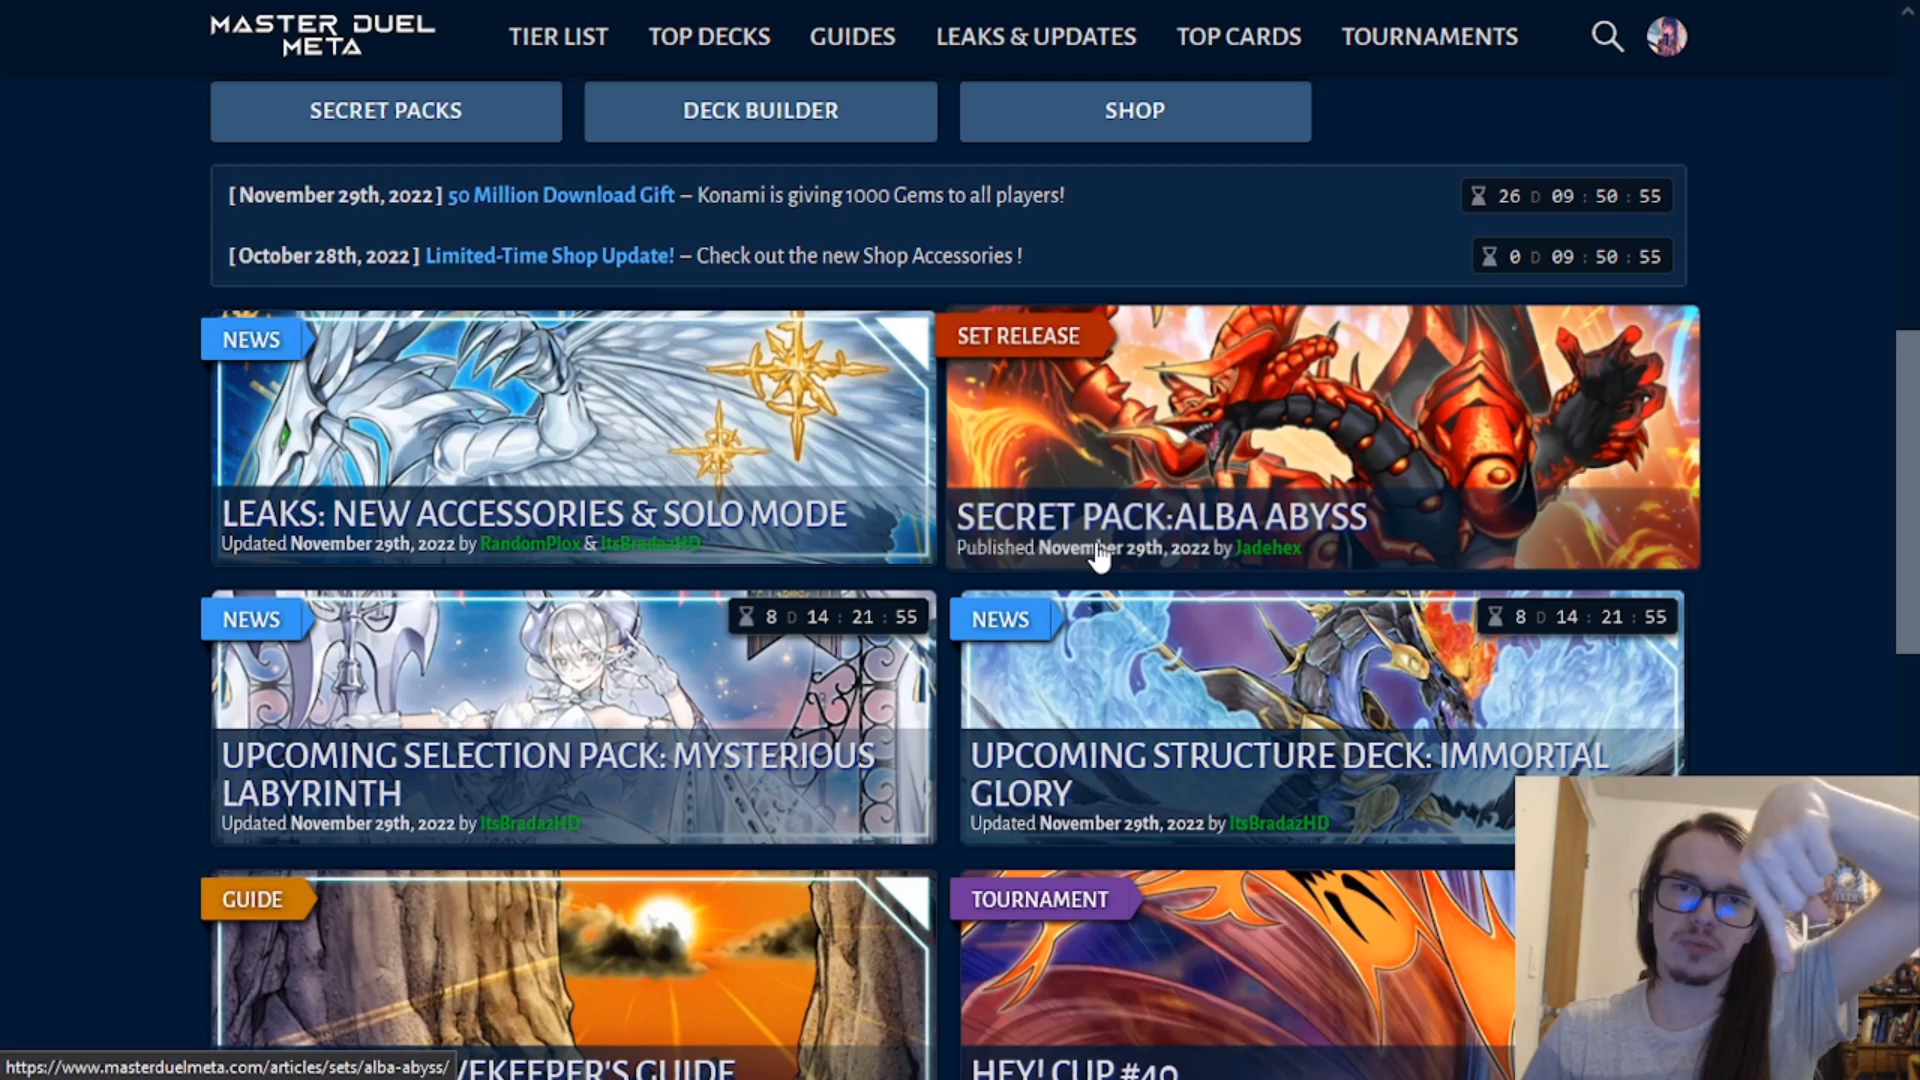 MASTER DUEL
META
TIER LIST TOP DECKS GUIDES LEAKS & UPDATES TOP CARDS TOURNAMENTS
SECRET PACKS DECK BUILDER SHOP
[ November 29th, 2022 ] 50 Million Download Gift – Konami is giving 1000 Gems to all players! 26 D 09 : 50 : 55
[ October 28th, 2022 ] Limited-Time Shop Update! – Check out the new Shop Accessories ! 0 D 09 : 50 : 55
NEWS
LEAKS: NEW ACCESSORIES & SOLO MODE
Updated November 29th, 2022 by RandomPlox & ItsBradazHD
SET RELEASE
SECRET PACK:ALBA ABYSS
Published November 29th, 2022 by Jadehex
NEWS
8 D 14 : 21 : 55
UPCOMING SELECTION PACK: MYSTERIOUS
LABYRINTH
Updated November 29th, 2022 by ItsBradazHD
NEWS
8 D 14 : 21 : 55
UPCOMING STRUCTURE DECK: IMMORTAL
GLORY
Updated November 29th, 2022 by ItsBradazHD
GUIDE
VEKEEPER'S GUIDE
TOURNAMENT
HEY! CUP #40
https://www.masterduelmeta.com/articles/sets/alba-abyss/